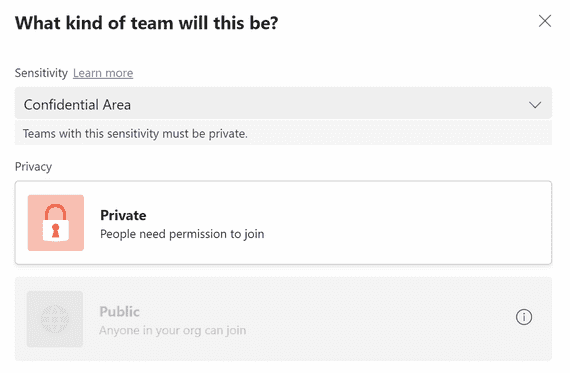 What kind of team will this be?
Sensitivity Learn more
Confidential Area
Teams with this sensitivity must be private.
Privacy
Private
People need permission to join
Public
Anyone in your org can join